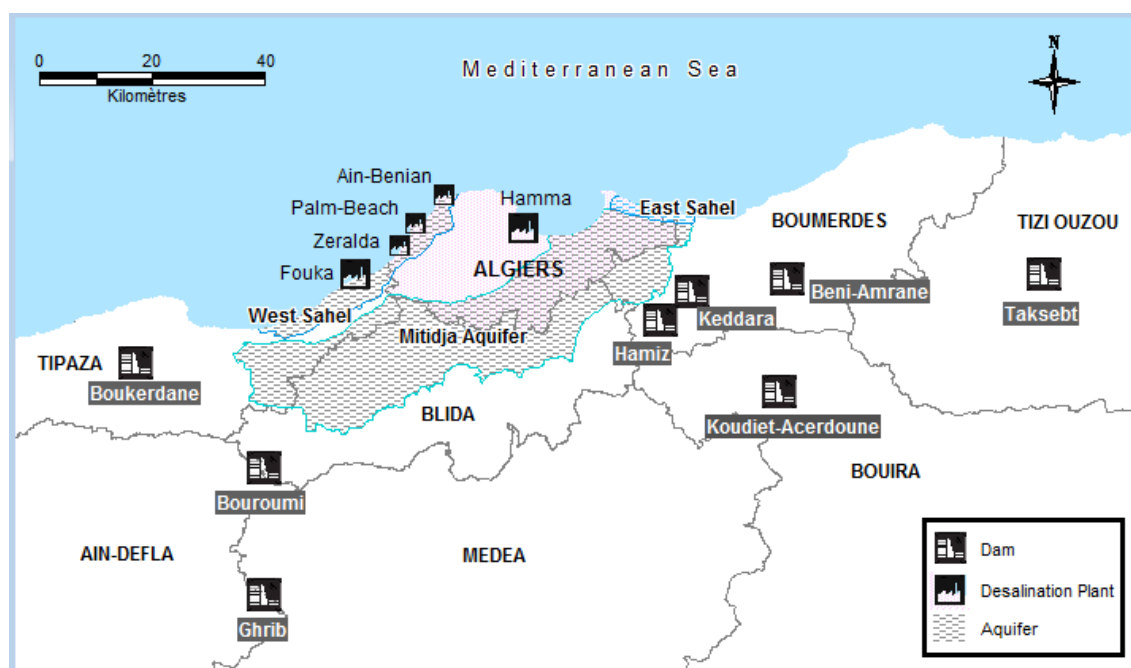 0 20 40
Kilomètres
Mediterranean Sea
N
Ain-Benian
Palm-Beach
Hamma
East Sahel
Zeralda
BOUMERDES
TIZI OUZOU
Fouka
ALGIERS
Beni-Amrane
West Sahel
Keddara
Taksebt
Mitidja Aquifer
Hamiz
TIPAZA
Boukerdane
BLIDA
Koudiet-Acerdoune
BOUIRA
Bouroumi
AIN-DEFLA
MEDEA
Ghrib
Dam
Desalination Plant
Aquifer